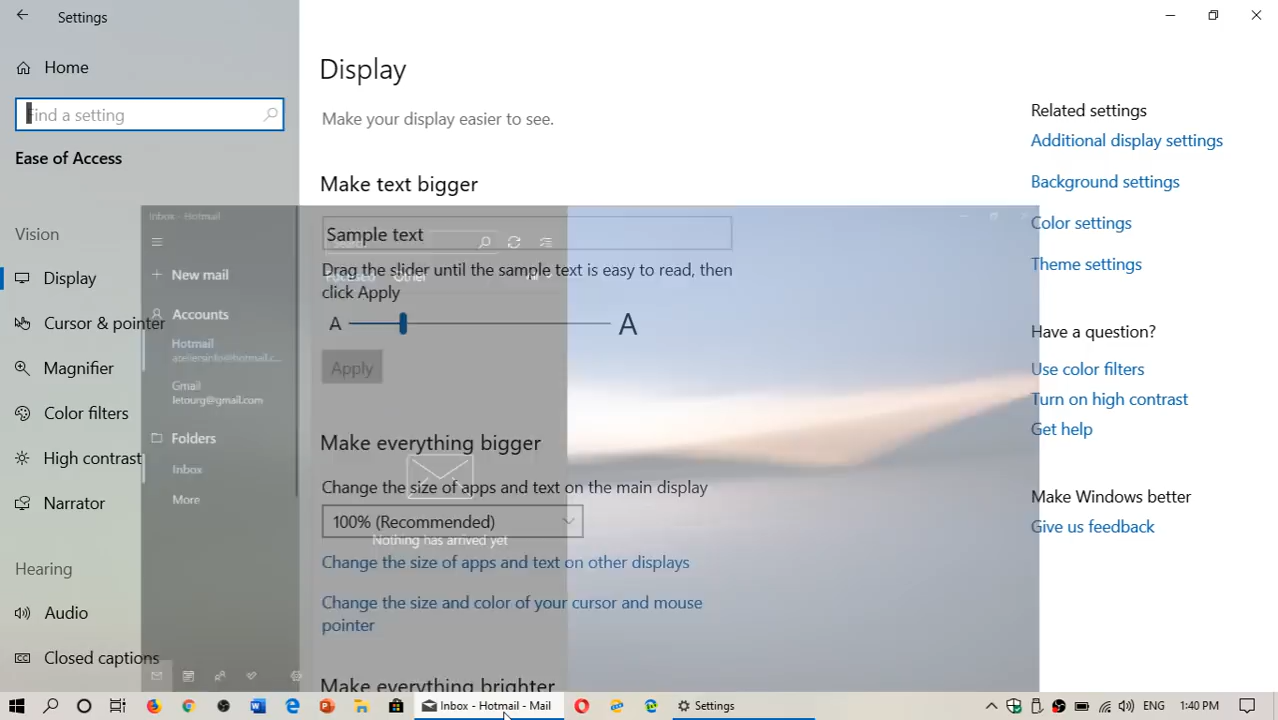 Settings
Home
Find a setting
Ease of Access
Vision
Display
Cursor & pointer
Magnifier
Color filters
High contrast
Narrator
Hearing
Audio
Closed captions
Display
Make your display easier to see.
Make text bigger
Sample text
Drag the slider until the sample text is easy to read, then
click Apply
A
A
Apply
Make everything bigger
Change the size of apps and text on the main display
100% (Recommended)
Change the size of apps and text on other displays
Change the size and color of your cursor and mouse
pointer
Make everything brighter
Related settings
Additional display settings
Background settings
Color settings
Theme settings
Have a question?
Use color filters
Turn on high contrast
Get help
Make Windows better
Give us feedback
Inbox - Hotmail
New mail
Accounts
Hotmail
Gmail
letourg@gmail.com
Folders
Inbox
More
Other
Nothing has arrived yet
Inbox - Hotmail - Mail
Settings
ENG
1:40 PM